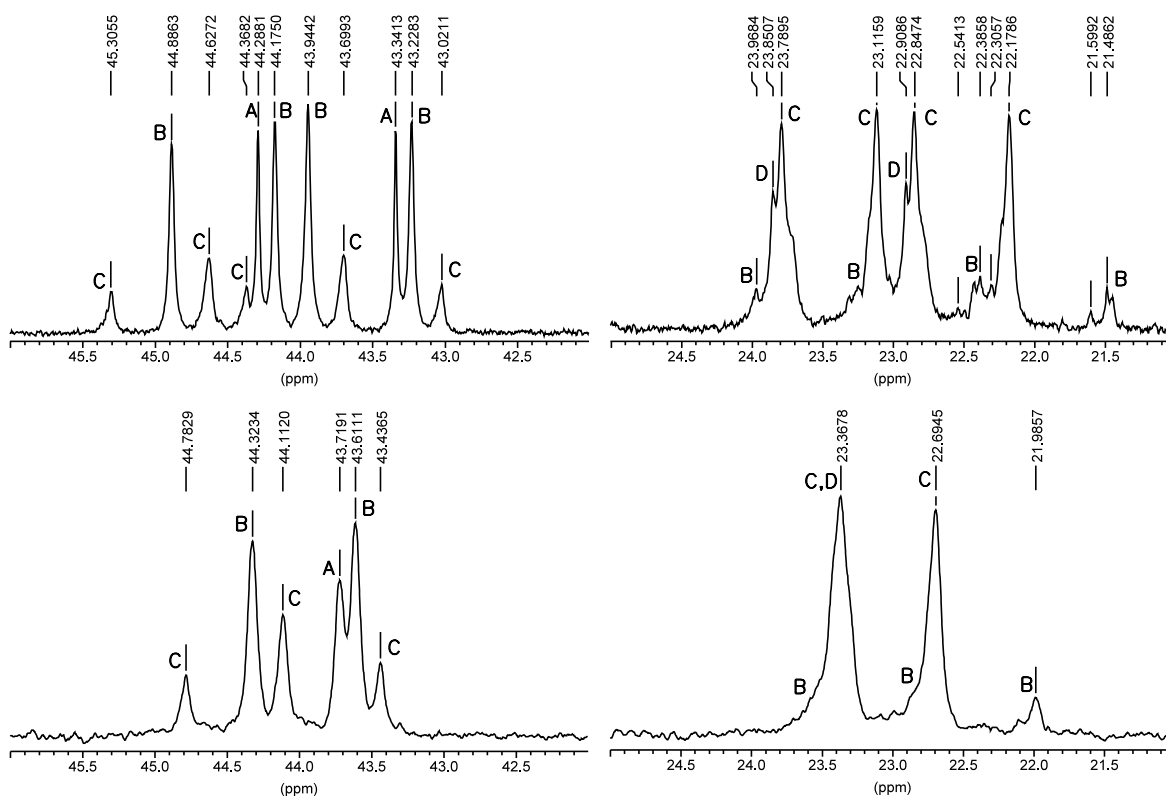 45.3055 44.8863 44.6272 44.3682 44.2881 44.1750 43.9442 43.6993 43.3413 43.2283 43.0211
C B C C A B B C A B C
45.5 45.0 44.5 44.0 43.5 43.0 42.5
(ppm)
23.9684 23.8507 23.7895 23.1159 22.9086 22.8474 22.5413 22.3858 22.3057 22.1786 21.5992 21.4862
B D C B C D C B C B
24.5 24.0 23.5 23.0 22.5 22.0 21.5
(ppm)
44.7829 44.3234 44.1120 43.7191 43.6111 43.4365
C B C A B C
45.5 45.0 44.5 44.0 43.5 43.0 42.5
(ppm)
23.3678 22.6945 21.9857
B C,D B C B
24.5 24.0 23.5 23.0 22.5 22.0 21.5
(ppm)